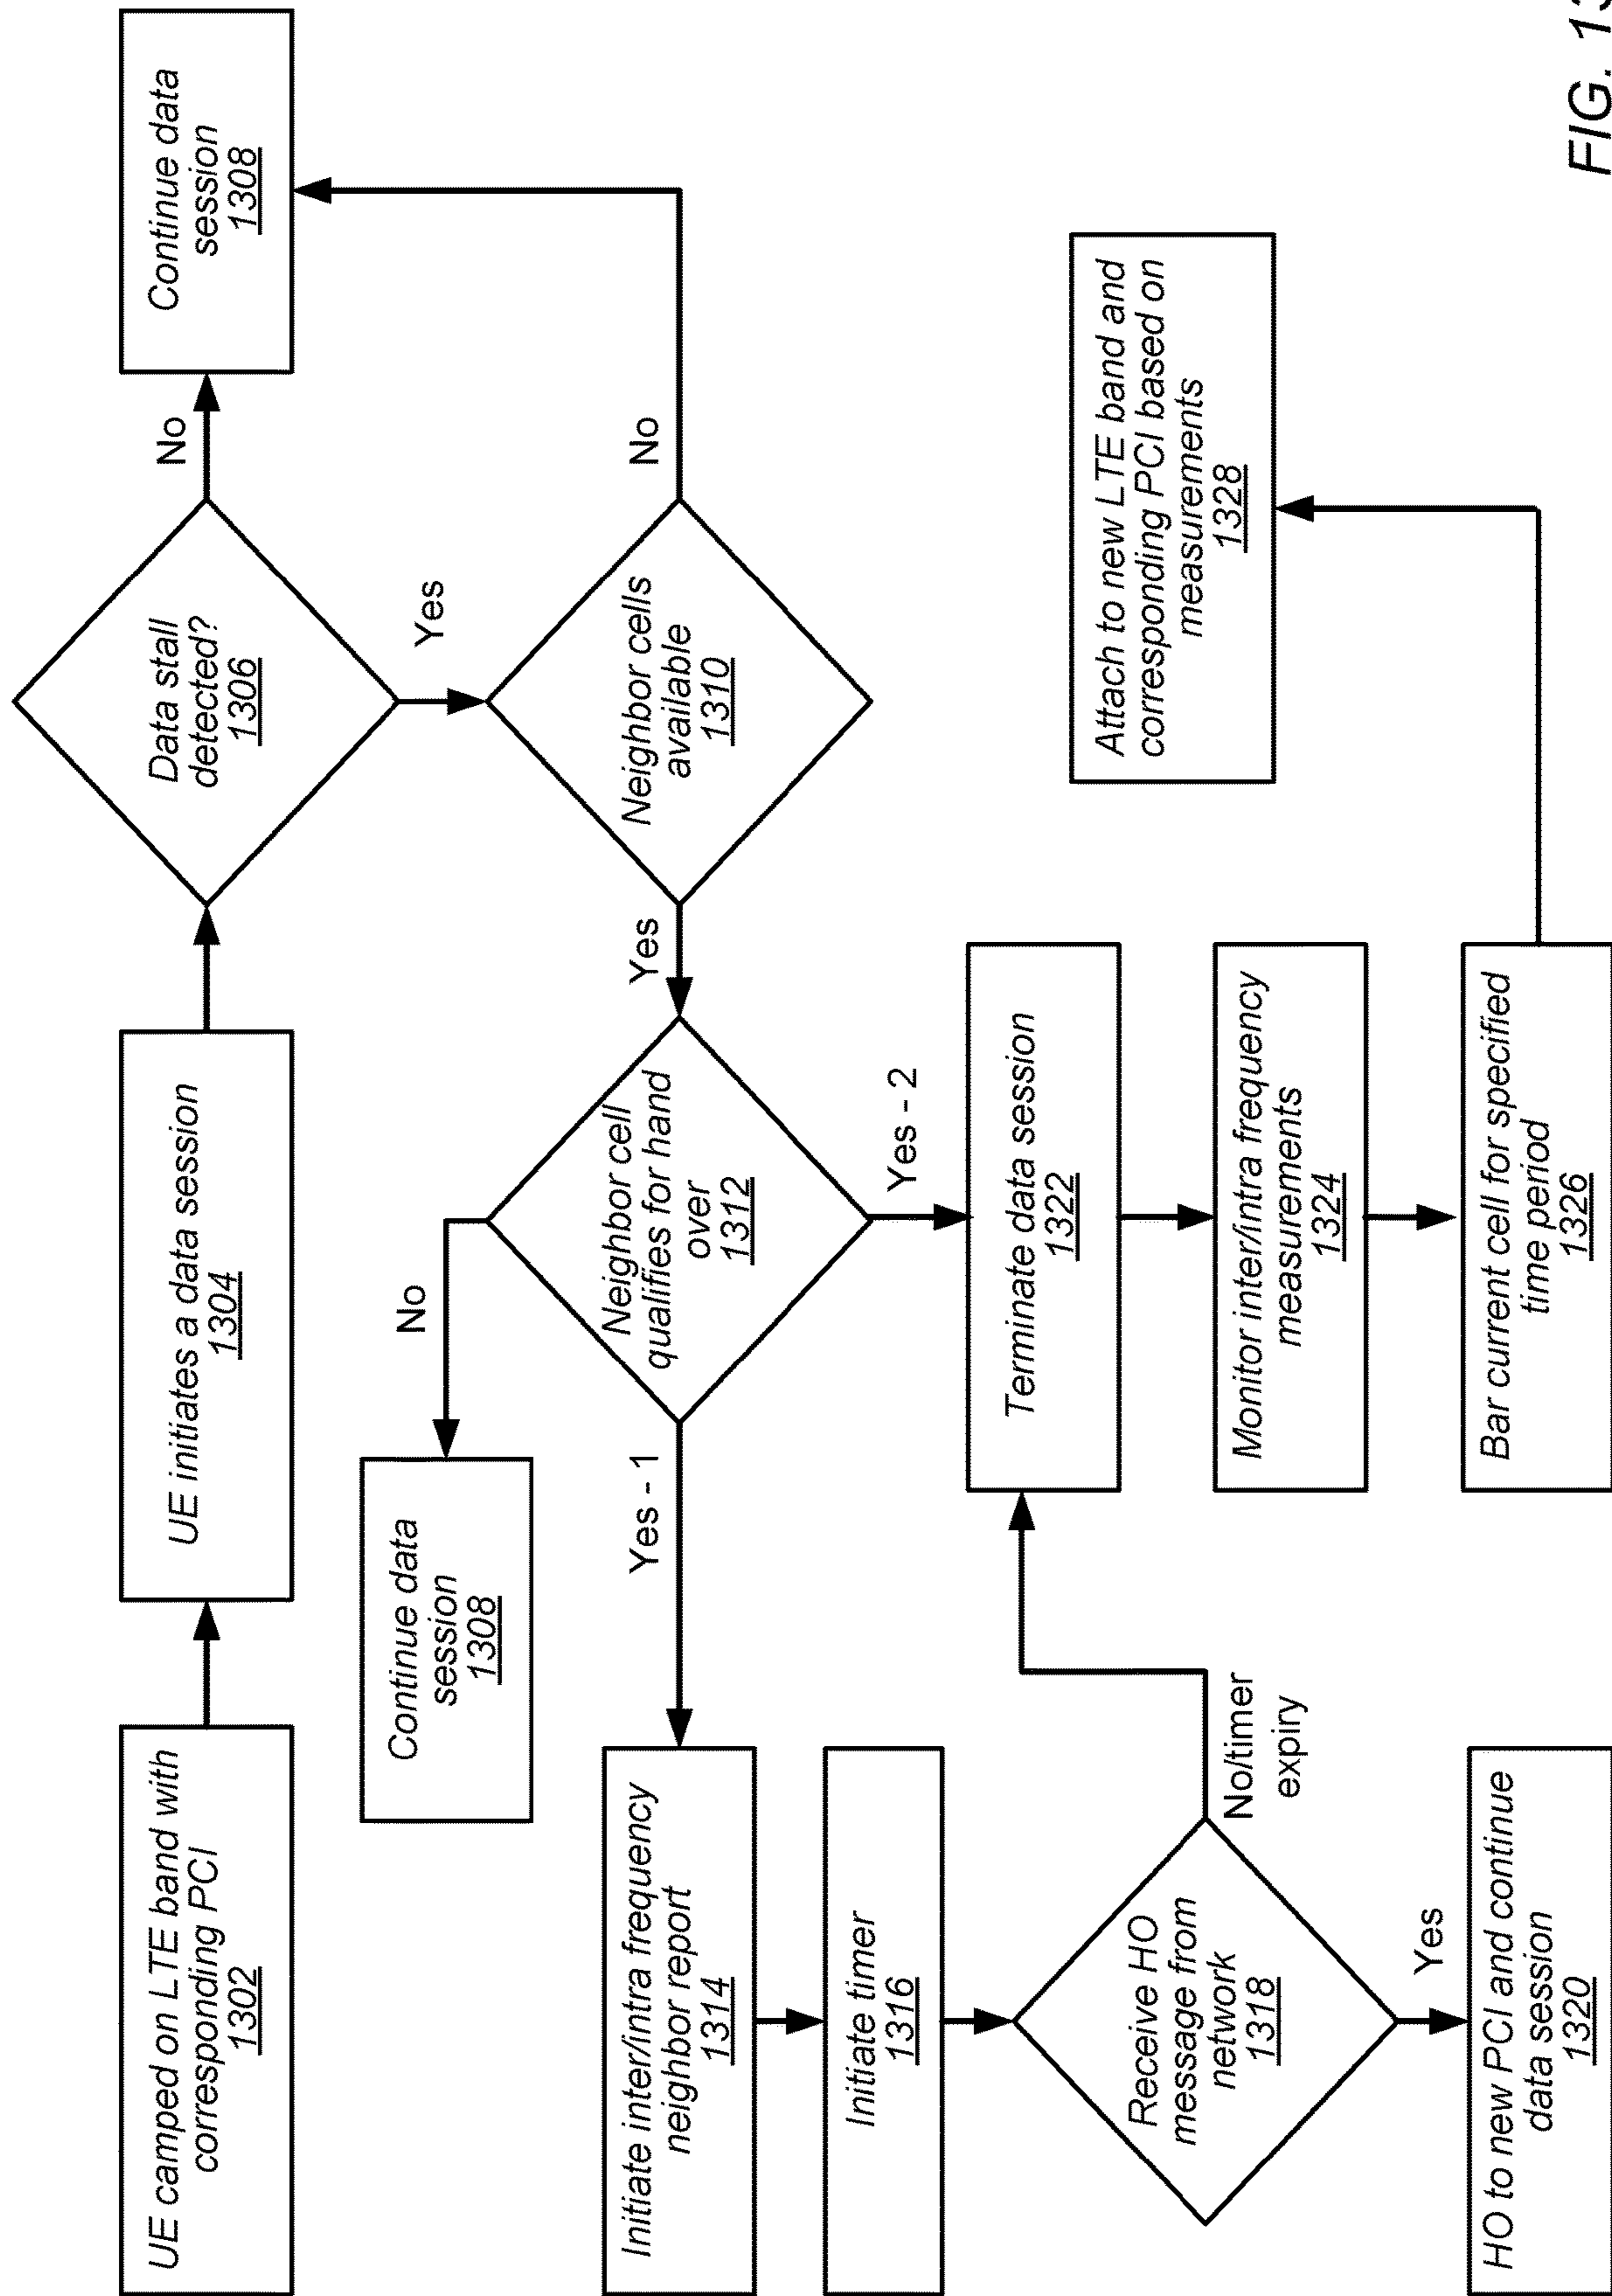 UE camped on LTE band with
corresponding PCI
1302
UE initiates a data session
1304
Data stall
detected?
1306
No
Continue data
session
1308
Yes
Neighbor cells
available
1310
No
Yes
Neighbor cell
qualifies for hand
over
1312
No
Continue data
session
1308
Yes - 1
Yes - 2
Initiate inter/intra frequency
neighbor report
1314
Initiate timer
1316
Receive HO
message from
network
1318
No/timer
expiry
Yes
HO to new PCI and continue
data session
1320
Terminate data session
1322
Monitor inter/intra frequency
measurements
1324
Bar current cell for specified
time period
1326
Attach to new LTE band and
corresponding PCI based on
measurements
1328
FIG. 13